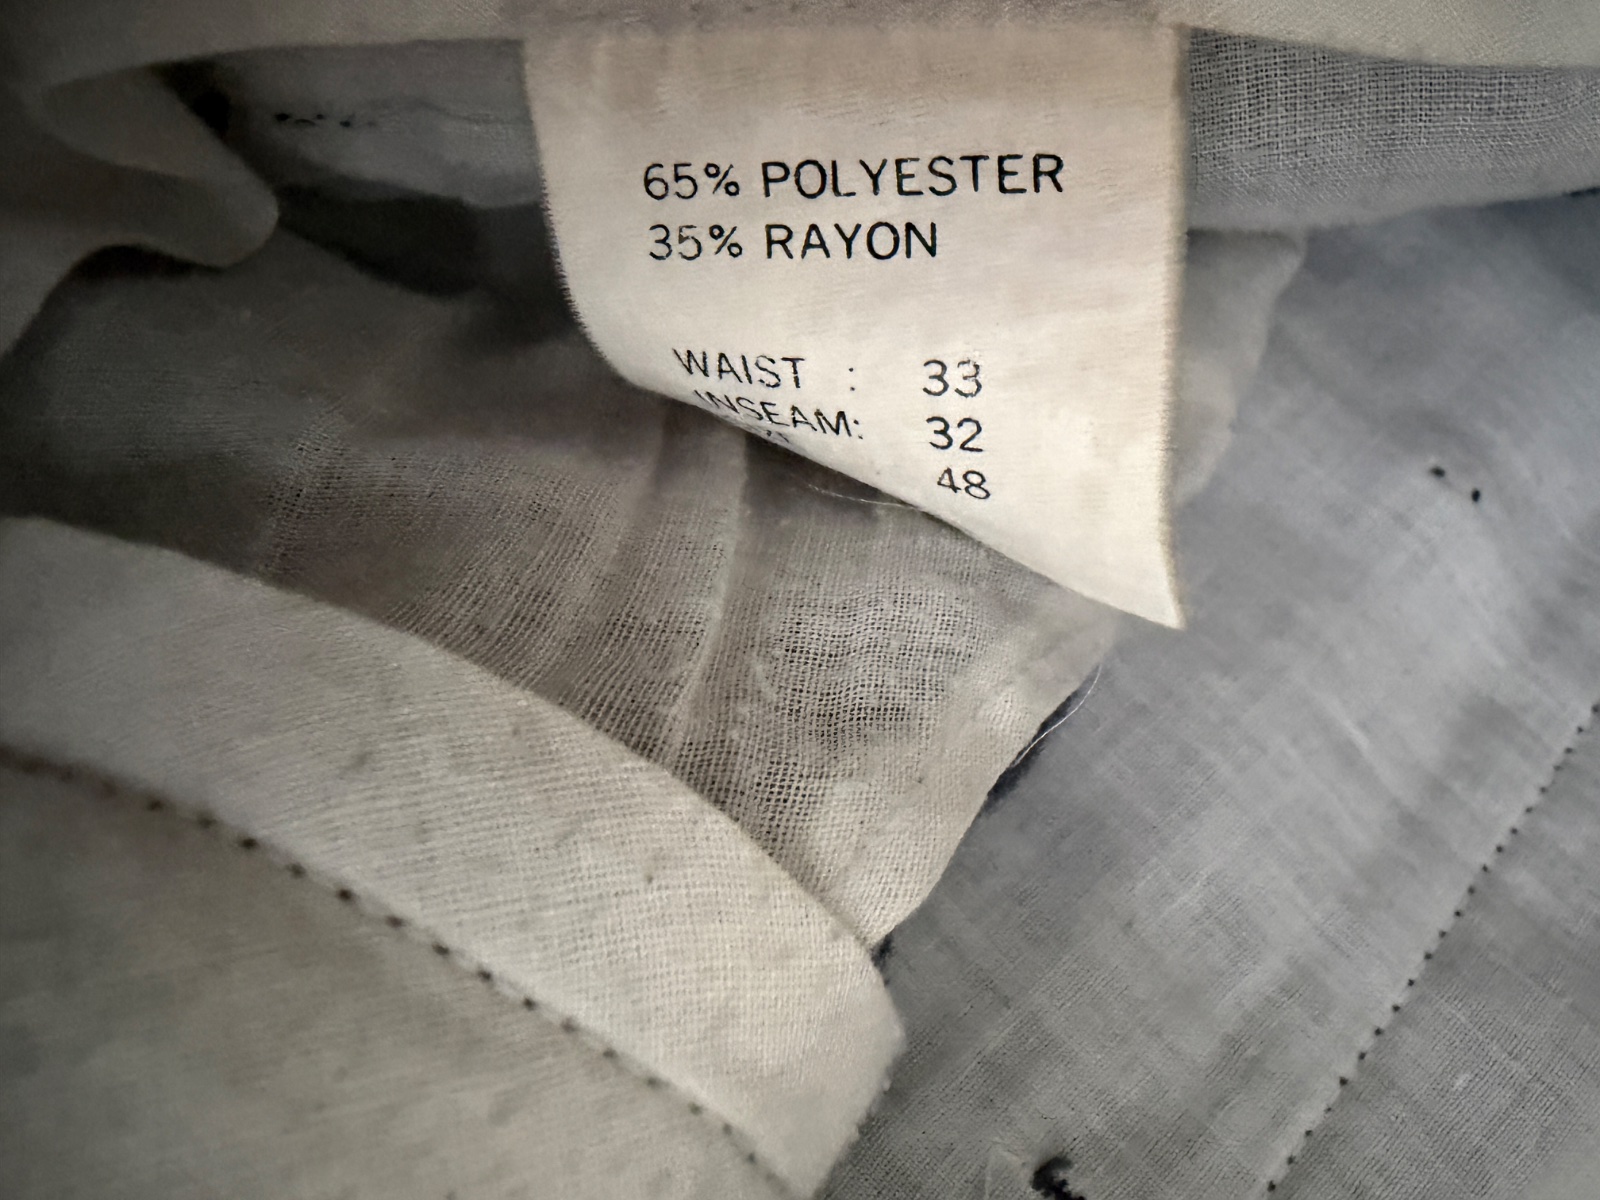 65% POLYESTER
35% RAYON
WAIST : 33
INSEAM: 32
48